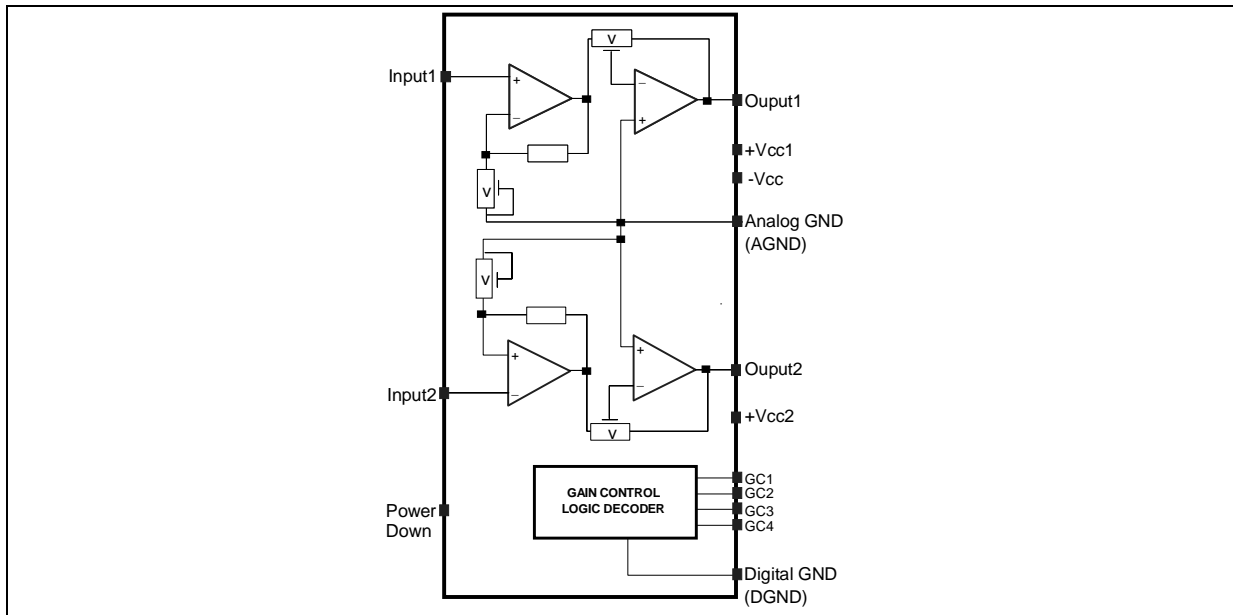 V
Input1
+
−
−
+
Ouput1
+Vcc1
-Vcc
V
Analog GND
(AGND)
V
+
−
+
−
Ouput2
Input2
+Vcc2
V
GAIN CONTROL
LOGIC DECODER
GC1
GC2
GC3
GC4
Power
Down
Digital GND
(DGND)